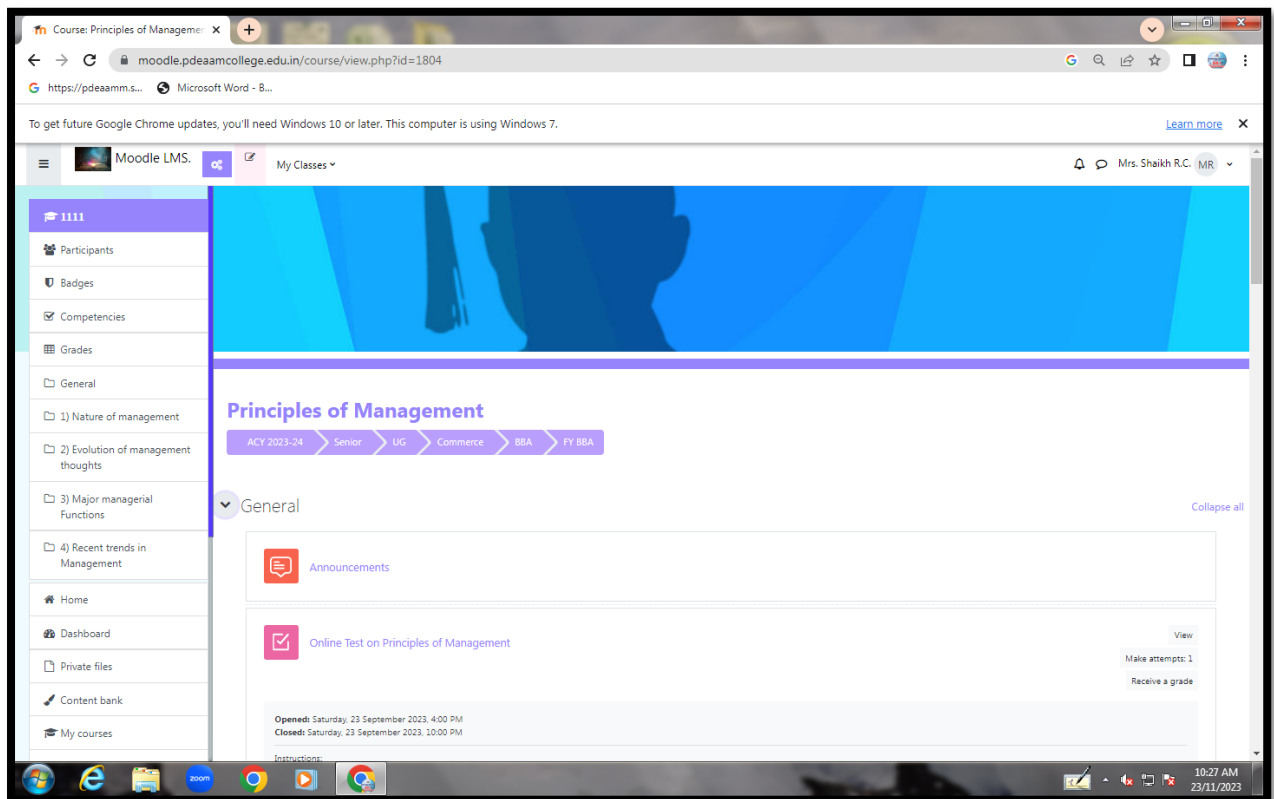 Course: Principles of Managemer
moodle.pdeaamcollege.edu.in/course/view.php?id=1804
https://pdeaamm.s... Microsoft Word - B...
To get future Google Chrome updates, you'll need Windows 10 or later. This computer is using Windows 7. Learn more
Moodle LMS. My Classes Mrs. Shaikh R.C. MR
1111
Participants
Badges
Competencies
Grades
General
1) Nature of management
2) Evolution of management
thoughts
3) Major managerial
Functions
4) Recent trends in
Management
Home
Dashboard
Private files
Content bank
My courses
Principles of Management
ACY 2023-24 Senior UG Commerce BBA FY BBA
General Collapse all
Announcements
Online Test on Principles of Management
View
Make attempts: 1
Receive a grade
Opened: Saturday, 23 September 2023, 4:00 PM
Closed: Saturday, 23 September 2023, 10:00 PM
Instructions:
zoom
10:27 AM
23/11/2023